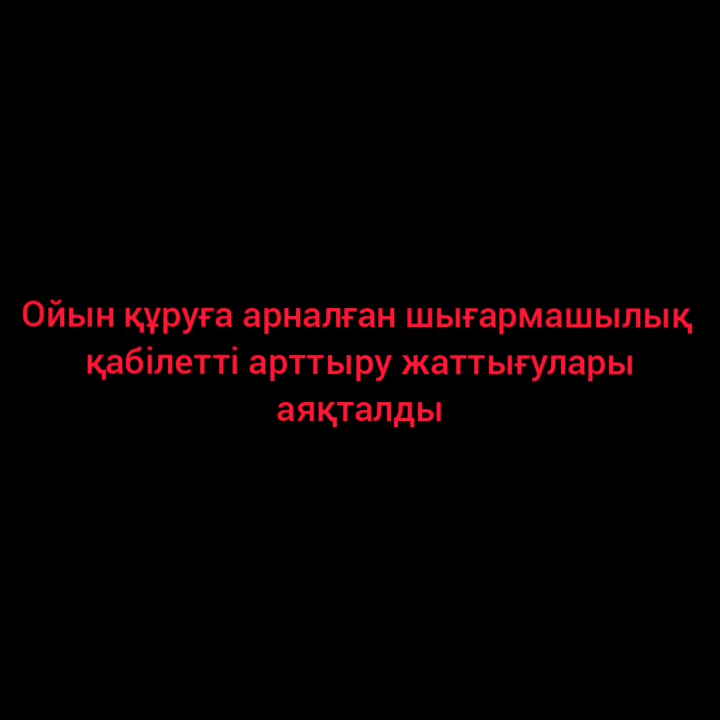 Ойын құруға арналған шығармашылық
қабілетті арттыру жаттығулары
аяқталды